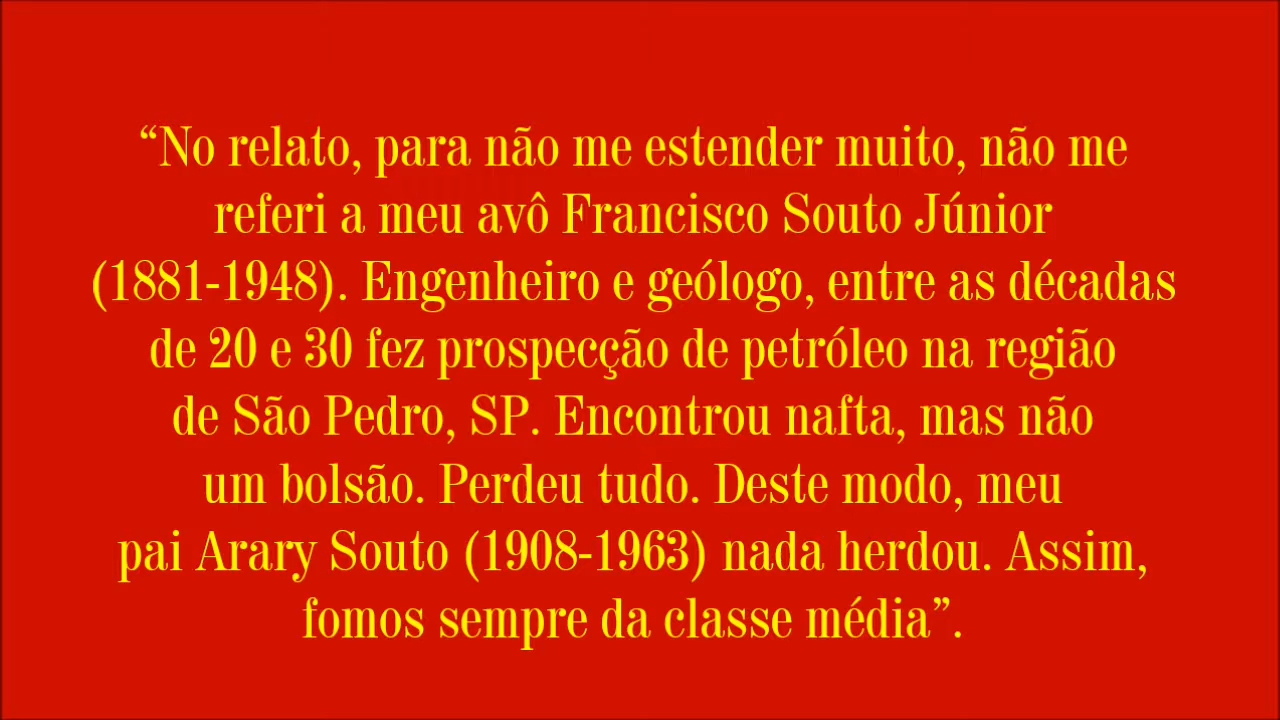 “No relato, para não me estender muito, não me
referi a meu avô Francisco Souto Júnior
(1881-1948). Engenheiro e geólogo, entre as décadas
de 20 e 30 fez prospecção de petróleo na região
de São Pedro, SP. Encontrou nafta, mas não
um bolsão. Perdeu tudo. Deste modo, meu
pai Arary Souto (1908-1963) nada herdou. Assim,
fomos sempre da classe média”.